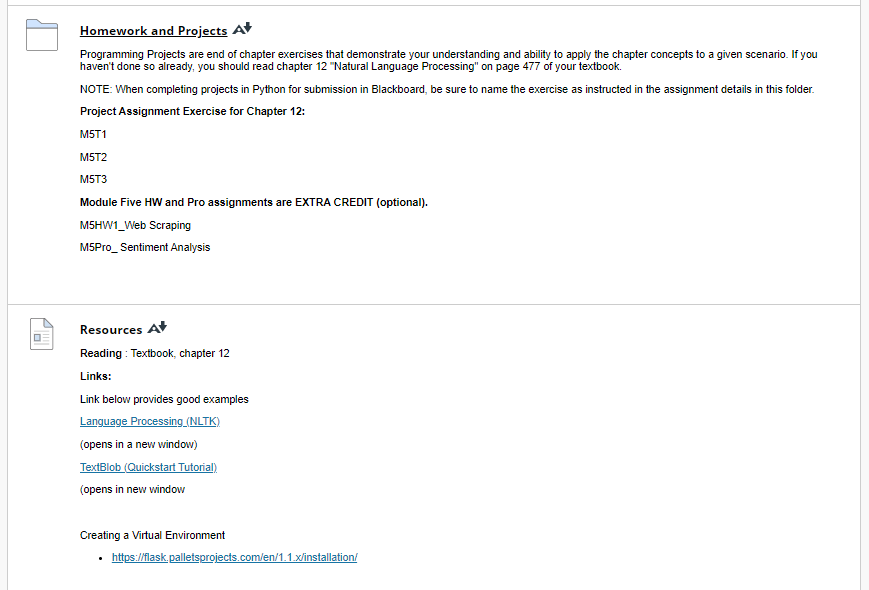 Homework and Projects
Programming Projects are end of chapter exercises that demonstrate your understanding and ability to apply the chapter concepts to a given scenario. If you
haven't done so already, you should read chapter 12 "Natural Language Processing" on page 477 of your textbook.
NOTE: When completing projects in Python for submission in Blackboard, be sure to name the exercise as instructed in the assignment details in this folder.
Project Assignment Exercise for Chapter 12:
M5T1
M5T2
M5T3
Module Five HW and Pro assignments are EXTRA CREDIT (optional).
M5HW1_Web Scraping
M5Pro_ Sentiment Analysis
Resources
Reading : Textbook, chapter 12
Links:
Link below provides good examples
Language Processing (NLTK)
(opens in a new window)
TextBlob (Quickstart Tutorial)
(opens in new window
Creating a Virtual Environment
https://flask.palletsprojects.com/en/1.1.x/installation/